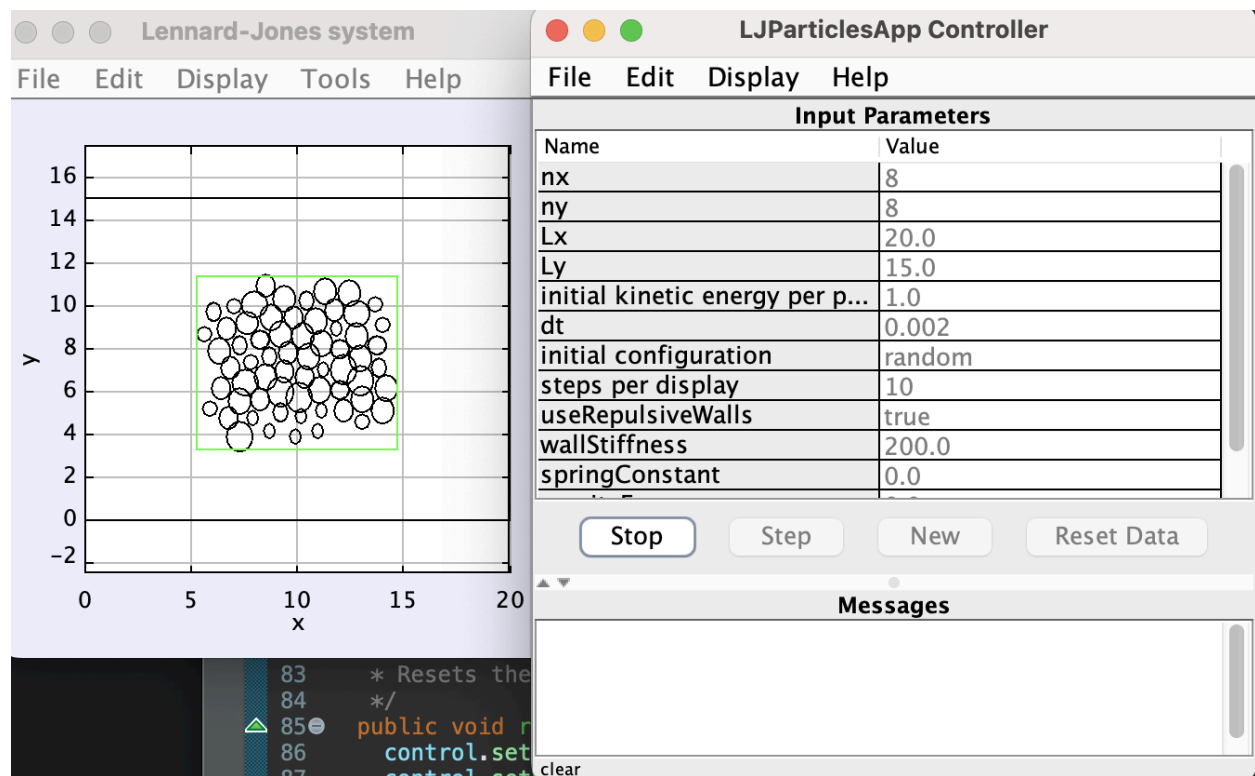 Lennard-Jones system
File Edit Display Tools Help
16
14
12
10
8
6
4
2
0
-2
y
0 5 10 15 20
x
LJParticlesApp Controller
File Edit Display Help
Input Parameters
Name Value
nx 8
ny 8
Lx 20.0
Ly 15.0
initial kinetic energy per p... 1.0
dt 0.002
initial configuration random
steps per display 10
useRepulsiveWalls true
wallStiffness 200.0
springConstant 0.0
Stop Step New Reset Data
Messages
clear
83 * Resets the
84 */
85 public void r
86 control.set
87 control.set